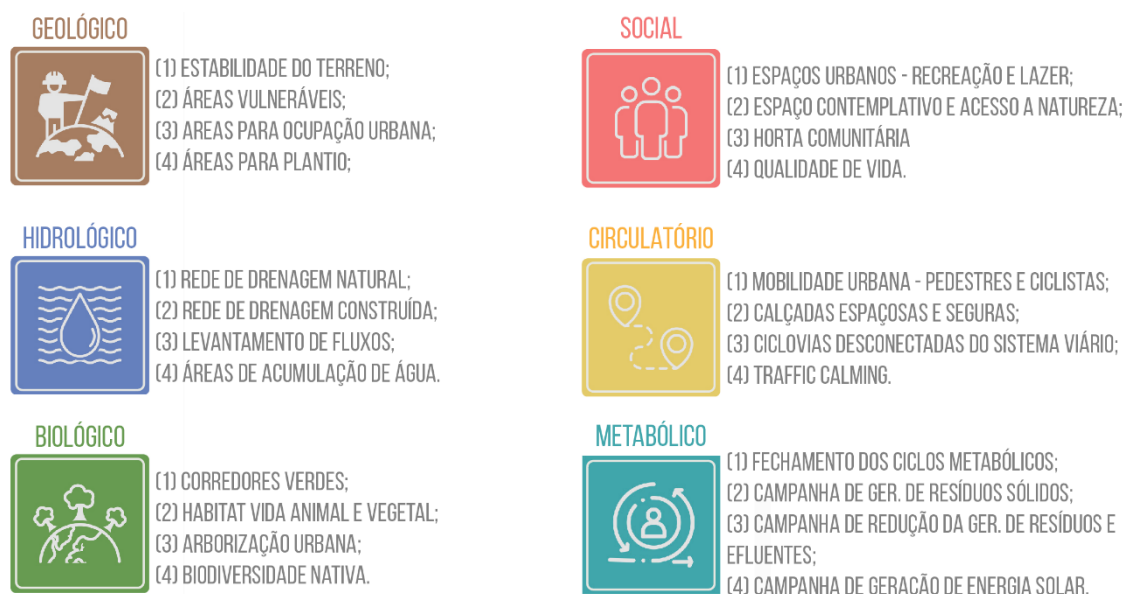 GEOLÓGICO
(1) ESTABILIDADE DO TERRENO;
(2) ÁREAS VULNERÁVEIS;
(3) AREAS PARA OCUPAÇÃO URBANA;
(4) ÁREAS PARA PLANTIO;
HIDROLÓGICO
(1) REDE DE DRENAGEM NATURAL;
(2) REDE DE DRENAGEM CONSTRUÍDA;
(3) LEVANTAMENTO DE FLUXOS;
(4) ÁREAS DE ACUMULAÇÃO DE ÁGUA.
BIOLÓGICO
(1) CORREDORES VERDES;
(2) HABITAT VIDA ANIMAL E VEGETAL;
(3) ARBORIZAÇÃO URBANA;
(4) BIODIVERSIDADE NATIVA.
SOCIAL
(1) ESPAÇOS URBANOS - RECREAÇÃO E LAZER;
(2) ESPAÇO CONTEMPLATIVO E ACESSO A NATUREZA;
(3) HORTA COMUNITÁRIA
(4) QUALIDADE DE VIDA.
CIRCULATÓRIO
(1) MOBILIDADE URBANA - PEDESTRES E CICLISTAS;
(2) CALÇADAS ESPAÇOSAS E SEGURAS;
(3) CICLOVIAS DESCONECTADAS DO SISTEMA VIÁRIO;
(4) TRAFFIC CALMING.
METABÓLICO
(1) FECHAMENTO DOS CICLOS METABÓLICOS;
(2) CAMPANHA DE GER. DE RESÍDUOS SÓLIDOS;
(3) CAMPANHA DE REDUÇÃO DA GER. DE RESÍDUOS E
EFLUENTES;
(4) CAMPANHA DE GERAÇÃO DE ENERGIA SOLAR.